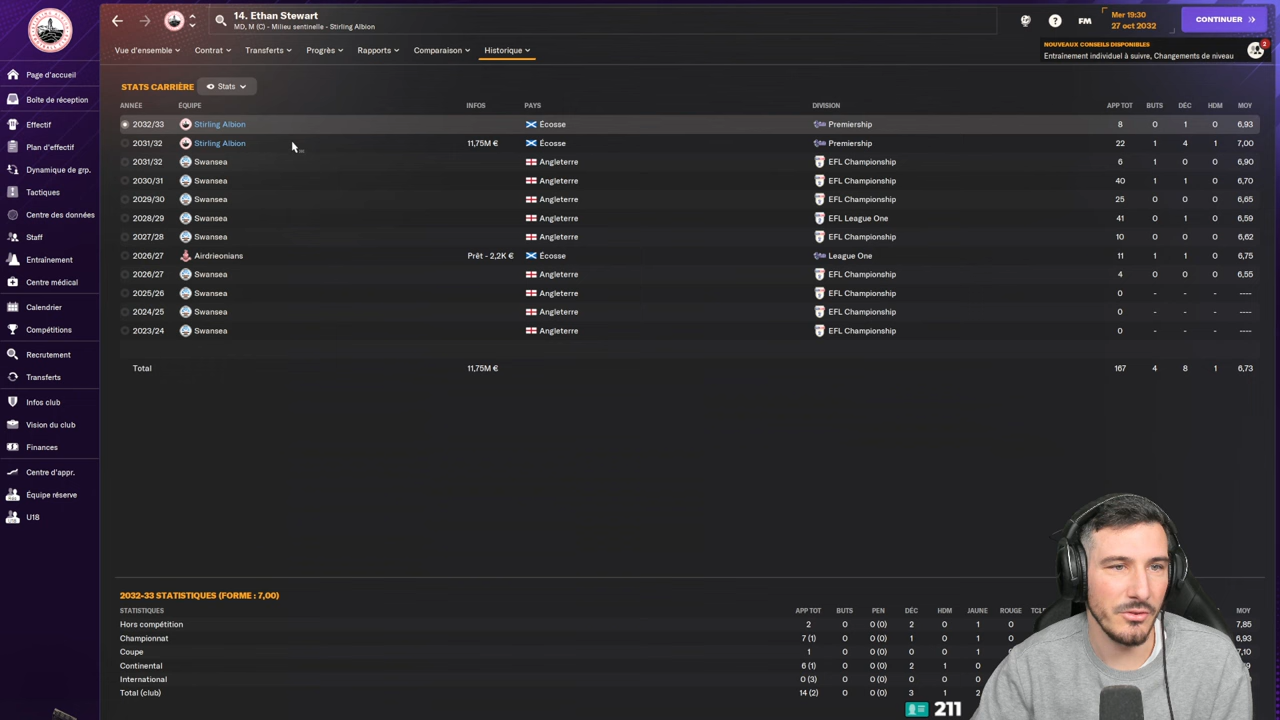 14. Ethan Stewart
MD, M (C) - Milieu sentinelle - Stirling Albion
FM
Mer 19:30
27 oct 2032
CONTINUER
Vue d'ensemble
Contrat
Transferts
Progrès
Rapports
Comparaison
Historique
NOUVEAUX CONSEILS DISPONIBLES
Entraînement individuel à suivre, Changements de niveau
2
Page d'accueil
Boîte de réception
Effectif
Plan d'effectif
Dynamique de grp.
Tactiques
Centre des données
Staff
Entraînement
Centre médical
Calendrier
Compétitions
Recrutement
Transferts
Infos club
Vision du club
Finances
Centre d'appr.
Équipe réserve
U18
STATS CARRIÈRE Stats
ANNÉE ÉQUIPE INFOS PAYS DIVISION APP TOT BUTS DÉC HDM MOY
2032/33 Stirling Albion Écosse Premiership 8 0 1 0 6,93
2031/32 Stirling Albion 11,75M € Écosse Premiership 22 1 4 1 7,00
2031/32 Swansea Angleterre EFL Championship 6 1 0 0 6,90
2030/31 Swansea Angleterre EFL Championship 40 1 1 0 6,70
2029/30 Swansea Angleterre EFL Championship 25 0 0 0 6,65
2028/29 Swansea Angleterre EFL League One 41 0 1 0 6,59
2027/28 Swansea Angleterre EFL Championship 10 0 0 0 6,62
2026/27 Airdrieonians Prêt - 2,2K € Écosse League One 11 1 1 0 6,75
2026/27 Swansea Angleterre EFL Championship 4 0 0 0 6,55
2025/26 Swansea Angleterre EFL Championship 0 - - - ----
2024/25 Swansea Angleterre EFL Championship 0 - - - ----
2023/24 Swansea Angleterre EFL Championship 0 - - - ----
Total 11,75M € 167 4 8 1 6,73
2032-33 STATISTIQUES (FORME : 7,00)
STATISTIQUES APP TOT BUTS PEN DÉC HDM JAUNE ROUGE TCLE MOY
Hors compétition 2 0 0 (0) 2 0 1 0 7,85
Championnat 7 (1) 0 0 (0) 1 0 1 0 6,93
Coupe 1 0 0 (0) 0 0 1 7,10
Continental 6 (1) 0 0 (0) 2 1 0
International 0 (3) 0 0 (0) 0 0 0
Total (club) 14 (2) 0 0 (0) 3 1 2
211